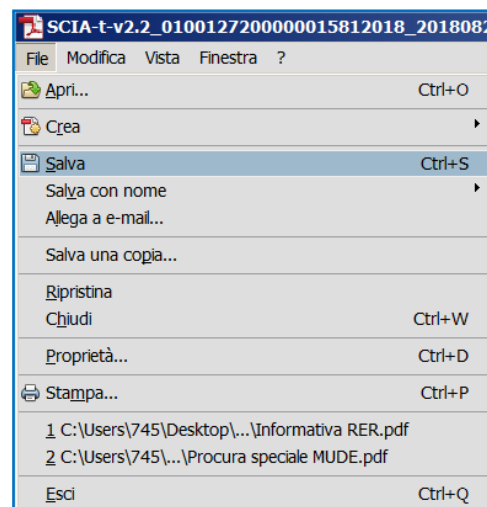 SCIA-t-v2.2_0100127200000015812018_2018082
File Modifica Vista Finestra ?
Apri... Ctrl+O
Crea
Salva Ctrl+S
Salva con nome
Allega a e-mail...
Salva una copia...
Ripristina
Chiudi Ctrl+W
Proprietà... Ctrl+D
Stampa... Ctrl+P
1 C:\Users\745\Desktop\...\Informativa RER.pdf
2 C:\Users\745\...\Procura speciale MUDE.pdf
Esci Ctrl+Q